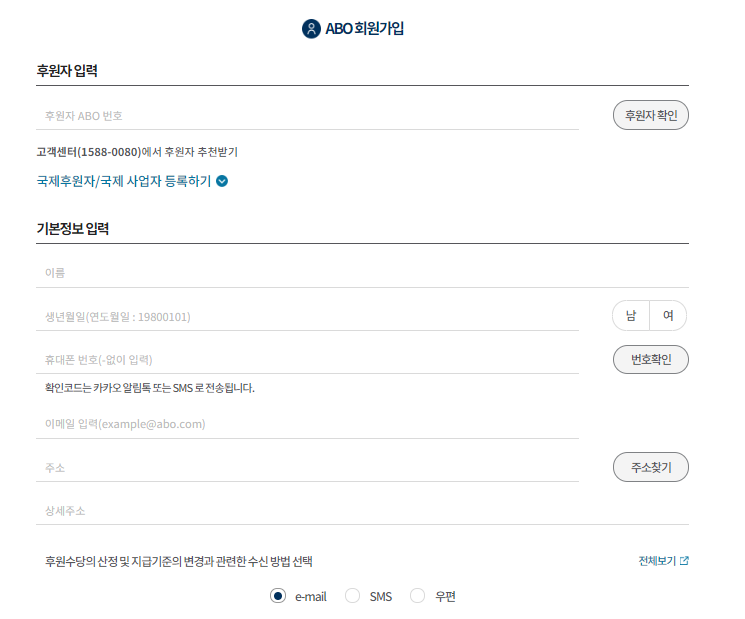 ABO 회원가입
후원자 입력
후원자 ABO 번호
후원자 확인
고객센터(1588-0080)에서 후원자 추천받기
국제후원자/국제 사업자 등록하기
기본정보 입력
이름
생년월일(연도월일 : 19800101)
남 여
휴대폰 번호(-없이 입력)
번호확인
확인코드는 카카오 알림톡 또는 SMS 로 전송됩니다.
이메일 입력(example@abo.com)
주소
주소찾기
상세주소
후원수당의 산정 및 지급기준의 변경과 관련한 수신 방법 선택
전체보기
e-mail SMS 우편